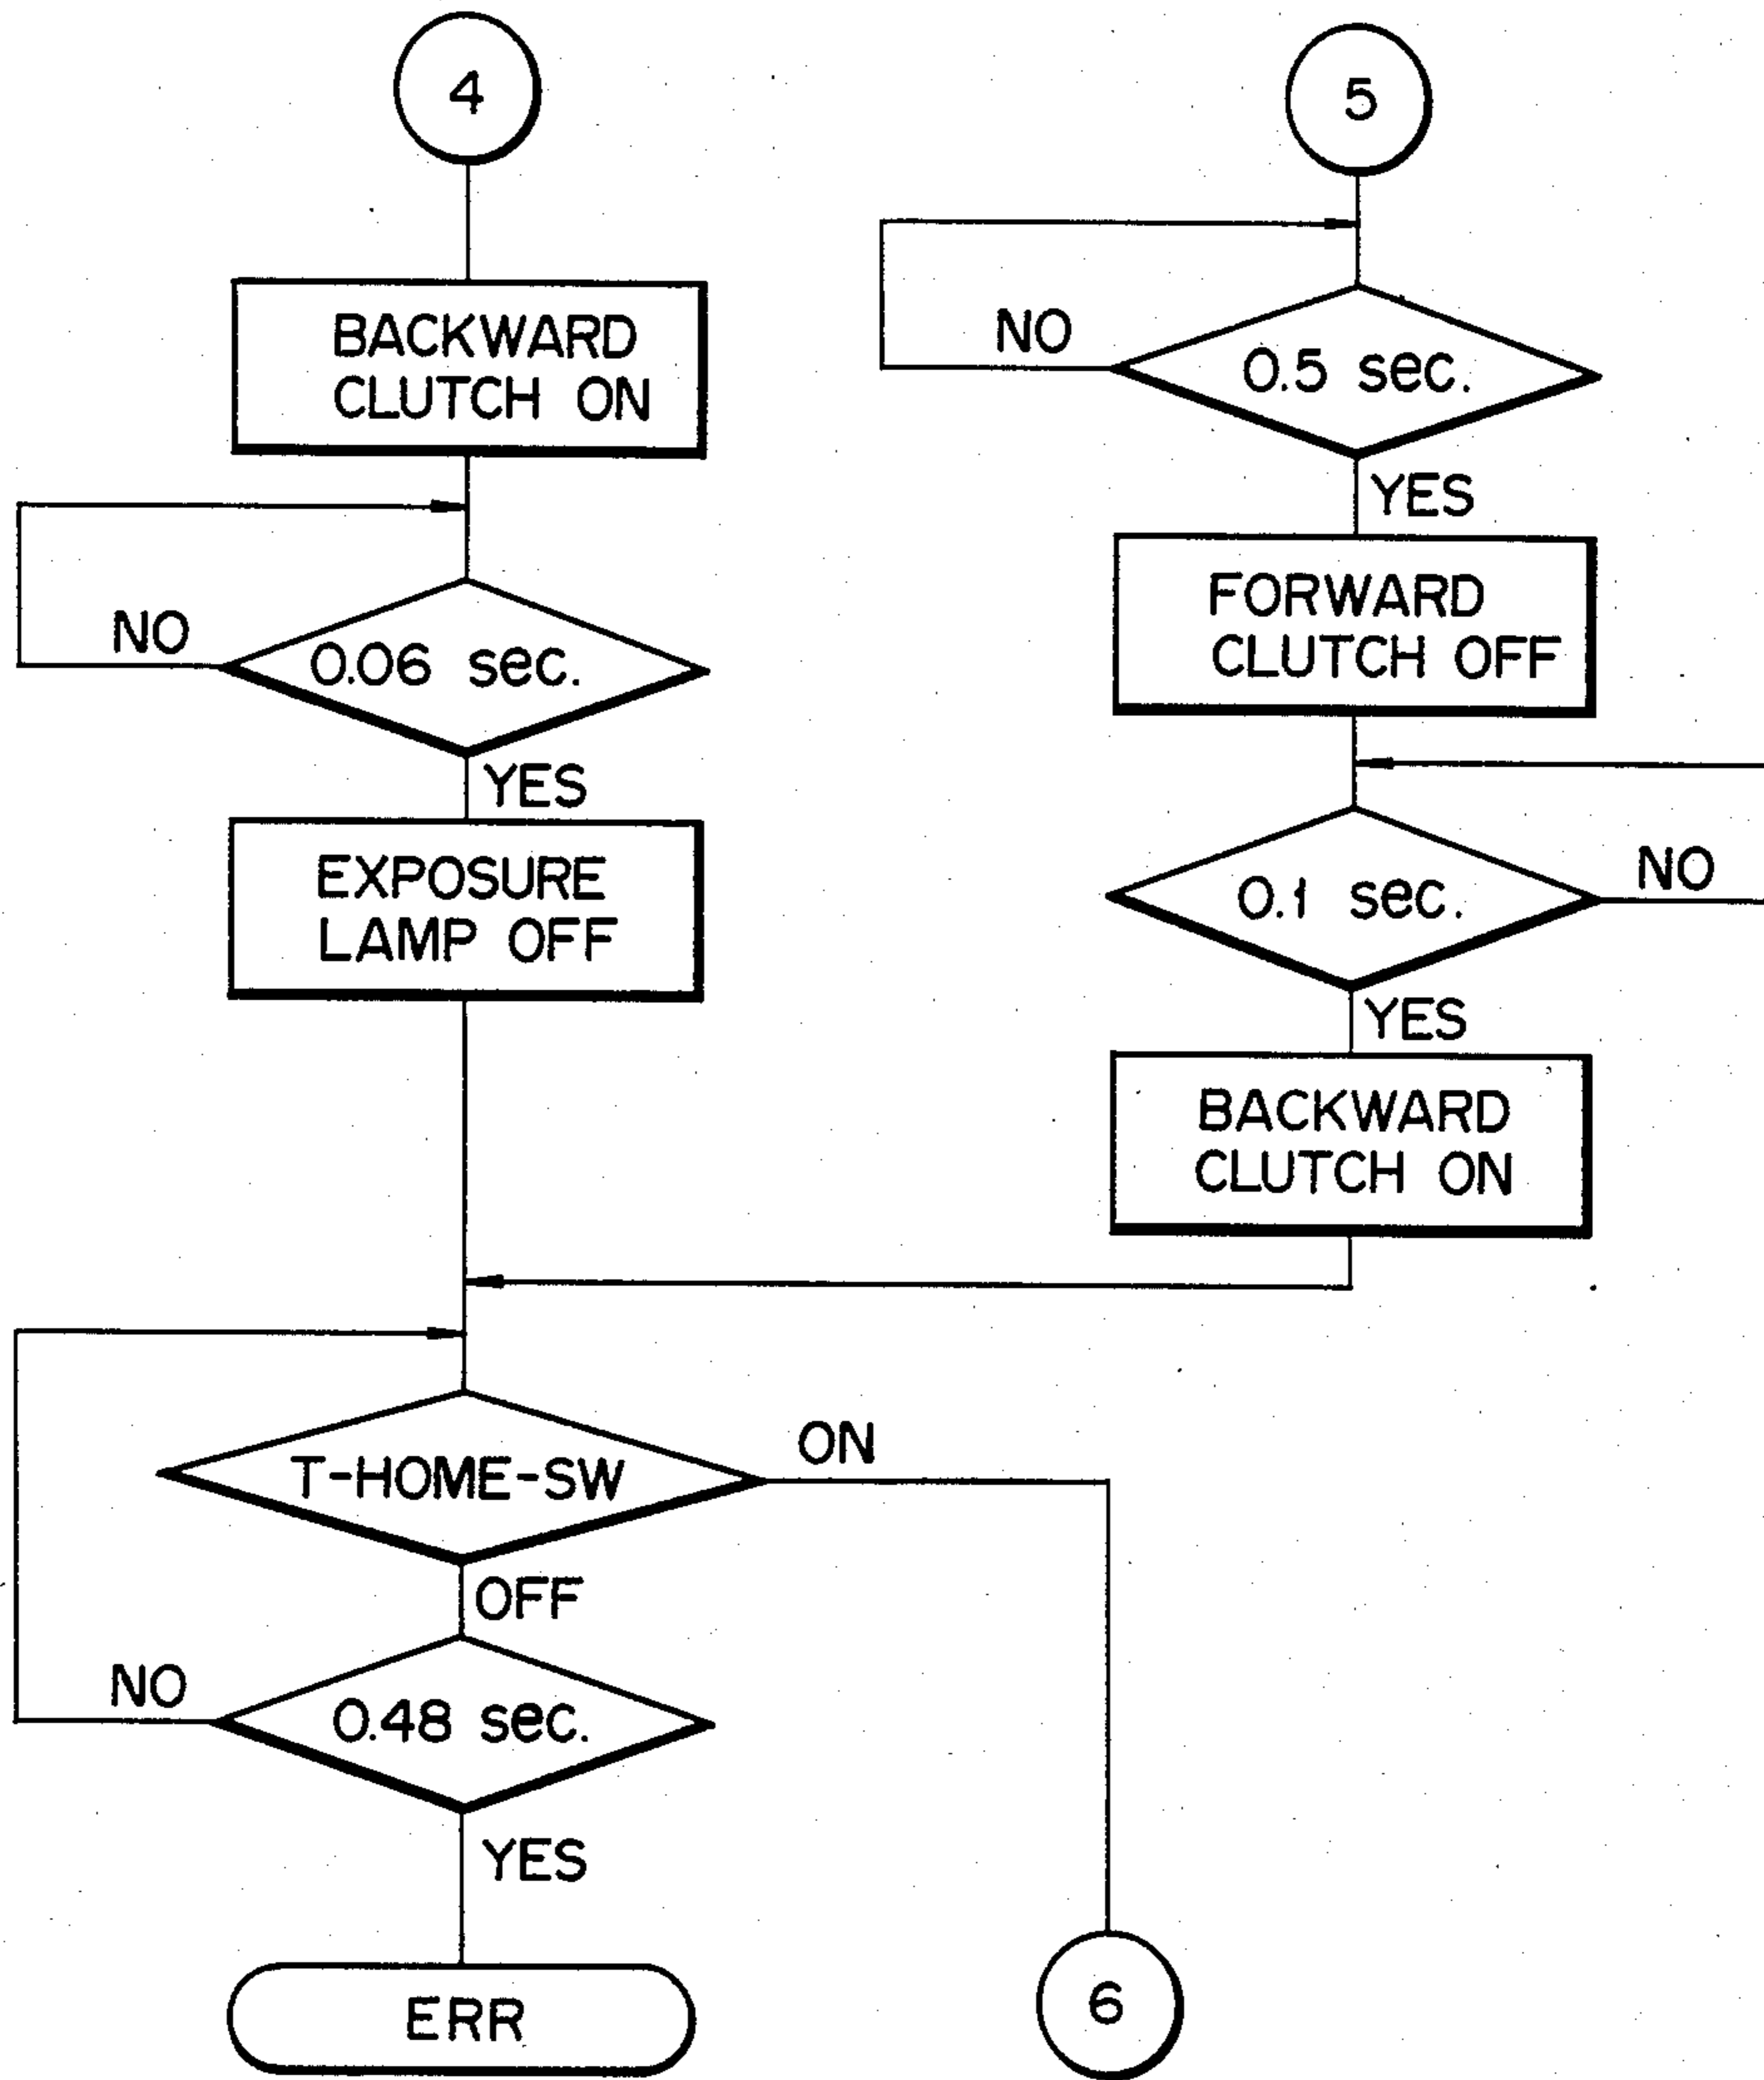 4
BACKWARD
CLUTCH ON
NO
0.06 sec.
YES
EXPOSURE
LAMP OFF
5
NO
0.5 sec.
YES
FORWARD
CLUTCH OFF
0.1 sec.
NO
YES
BACKWARD
CLUTCH ON
T-HOME-SW
ON
OFF
NO
0.48 sec.
YES
ERR
6